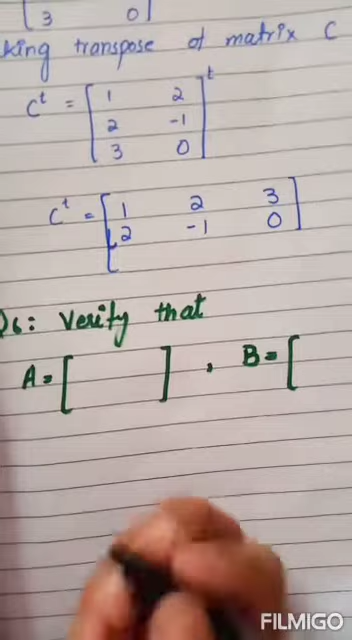 [3 0]
king transpose of matrix C
C^t = [1 2
2 -1
3 0]^t
C^t = [1 2 3
2 -1 0]
Q6: Verify that
A = [ ] , B = [
FILMIGO